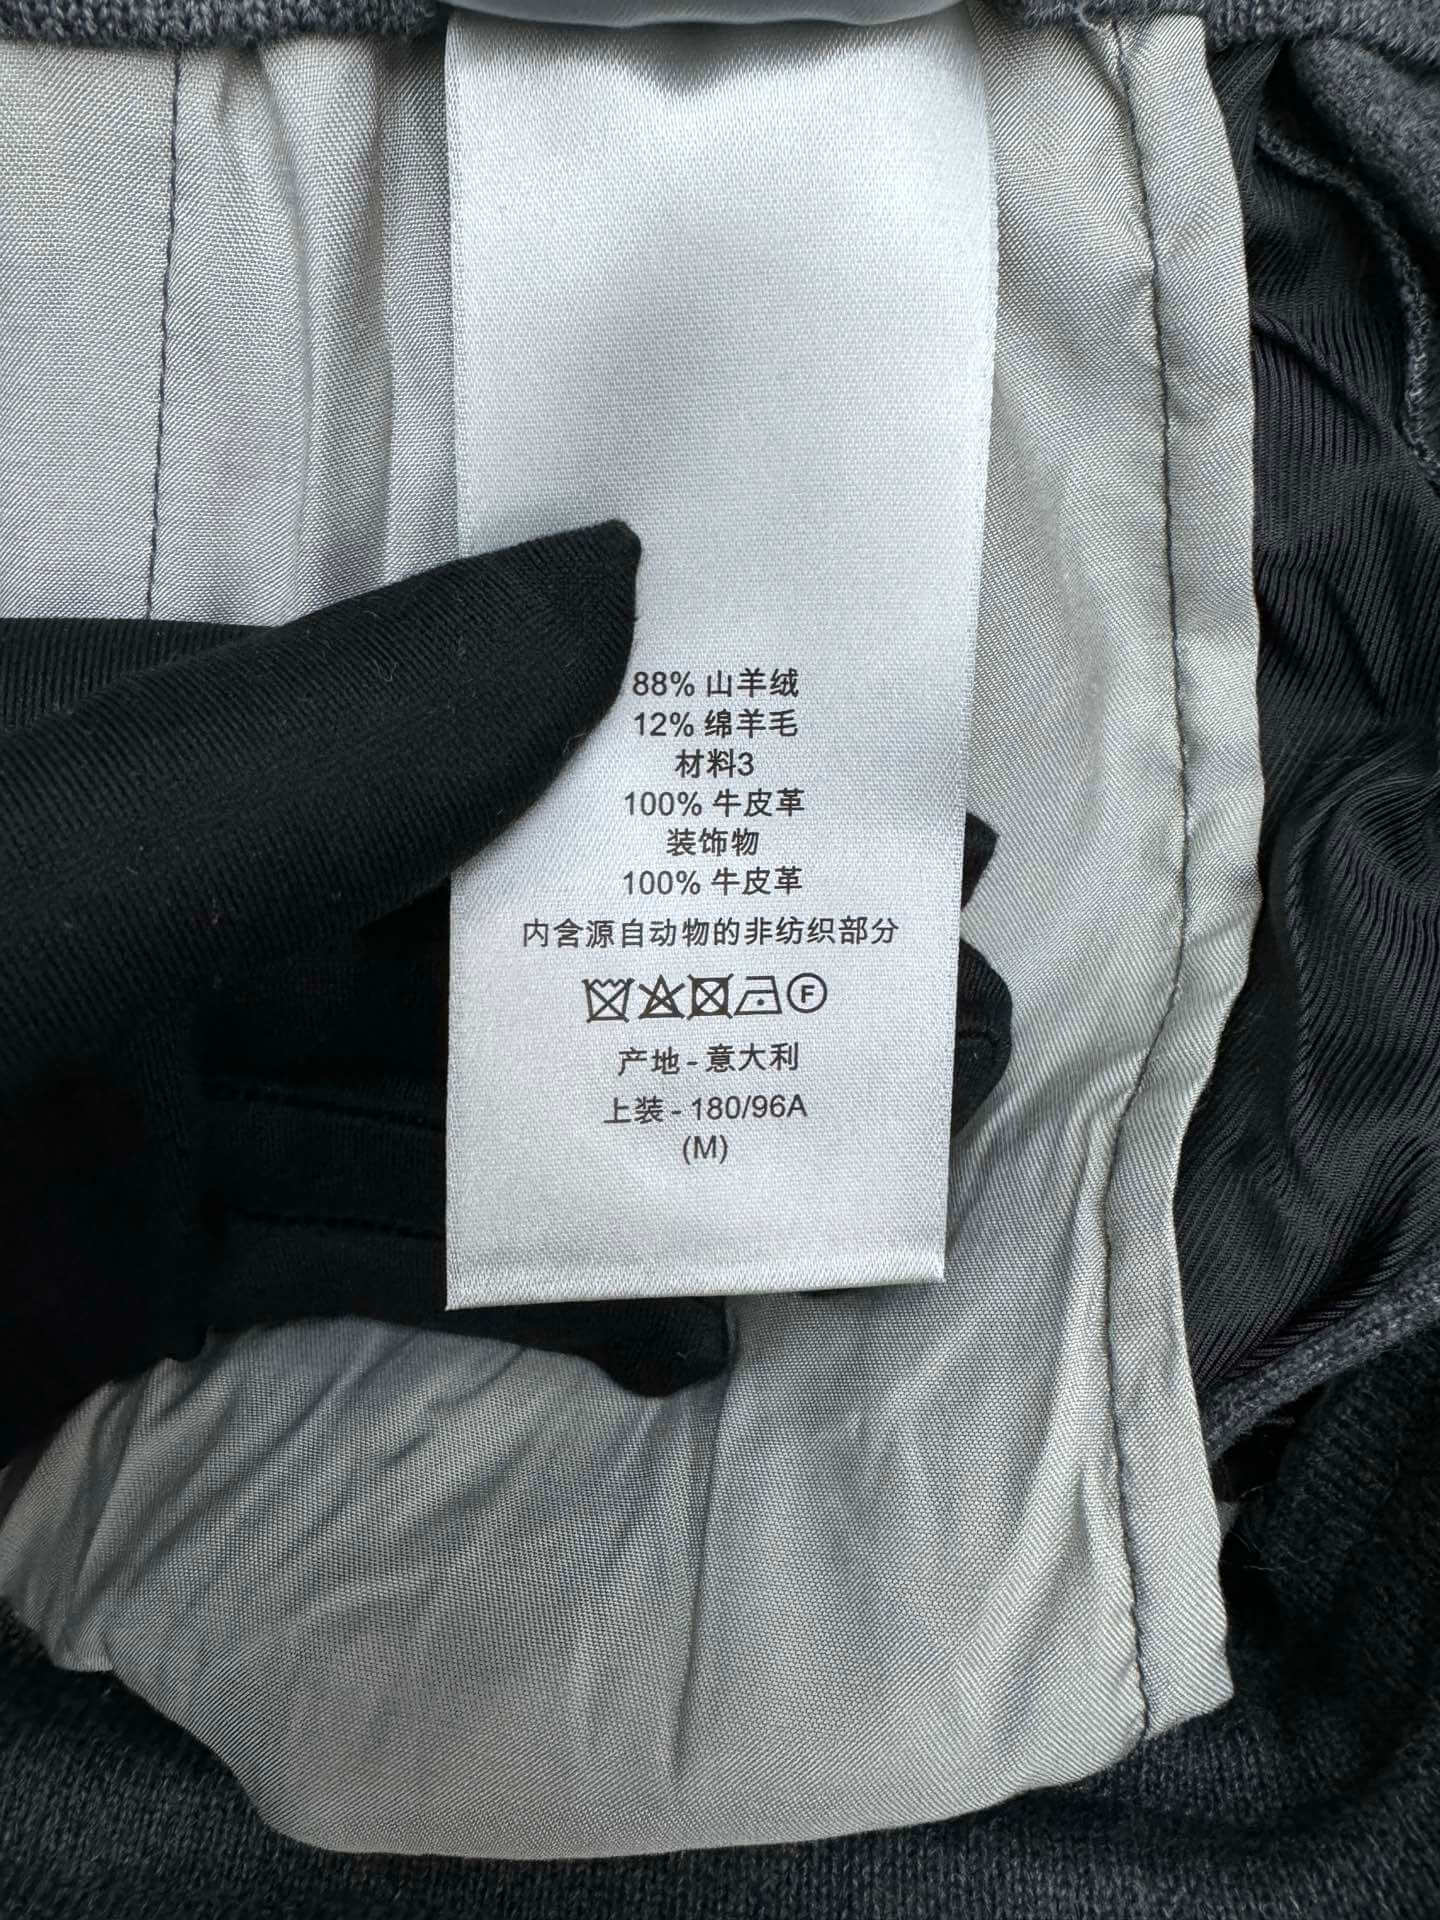 88% 山羊绒
12% 绵羊毛
材料3
100% 牛皮革
装饰物
100% 牛皮革
内含源自动物的非纺织部分
F
产地 - 意大利
上装 - 180/96A
(M)